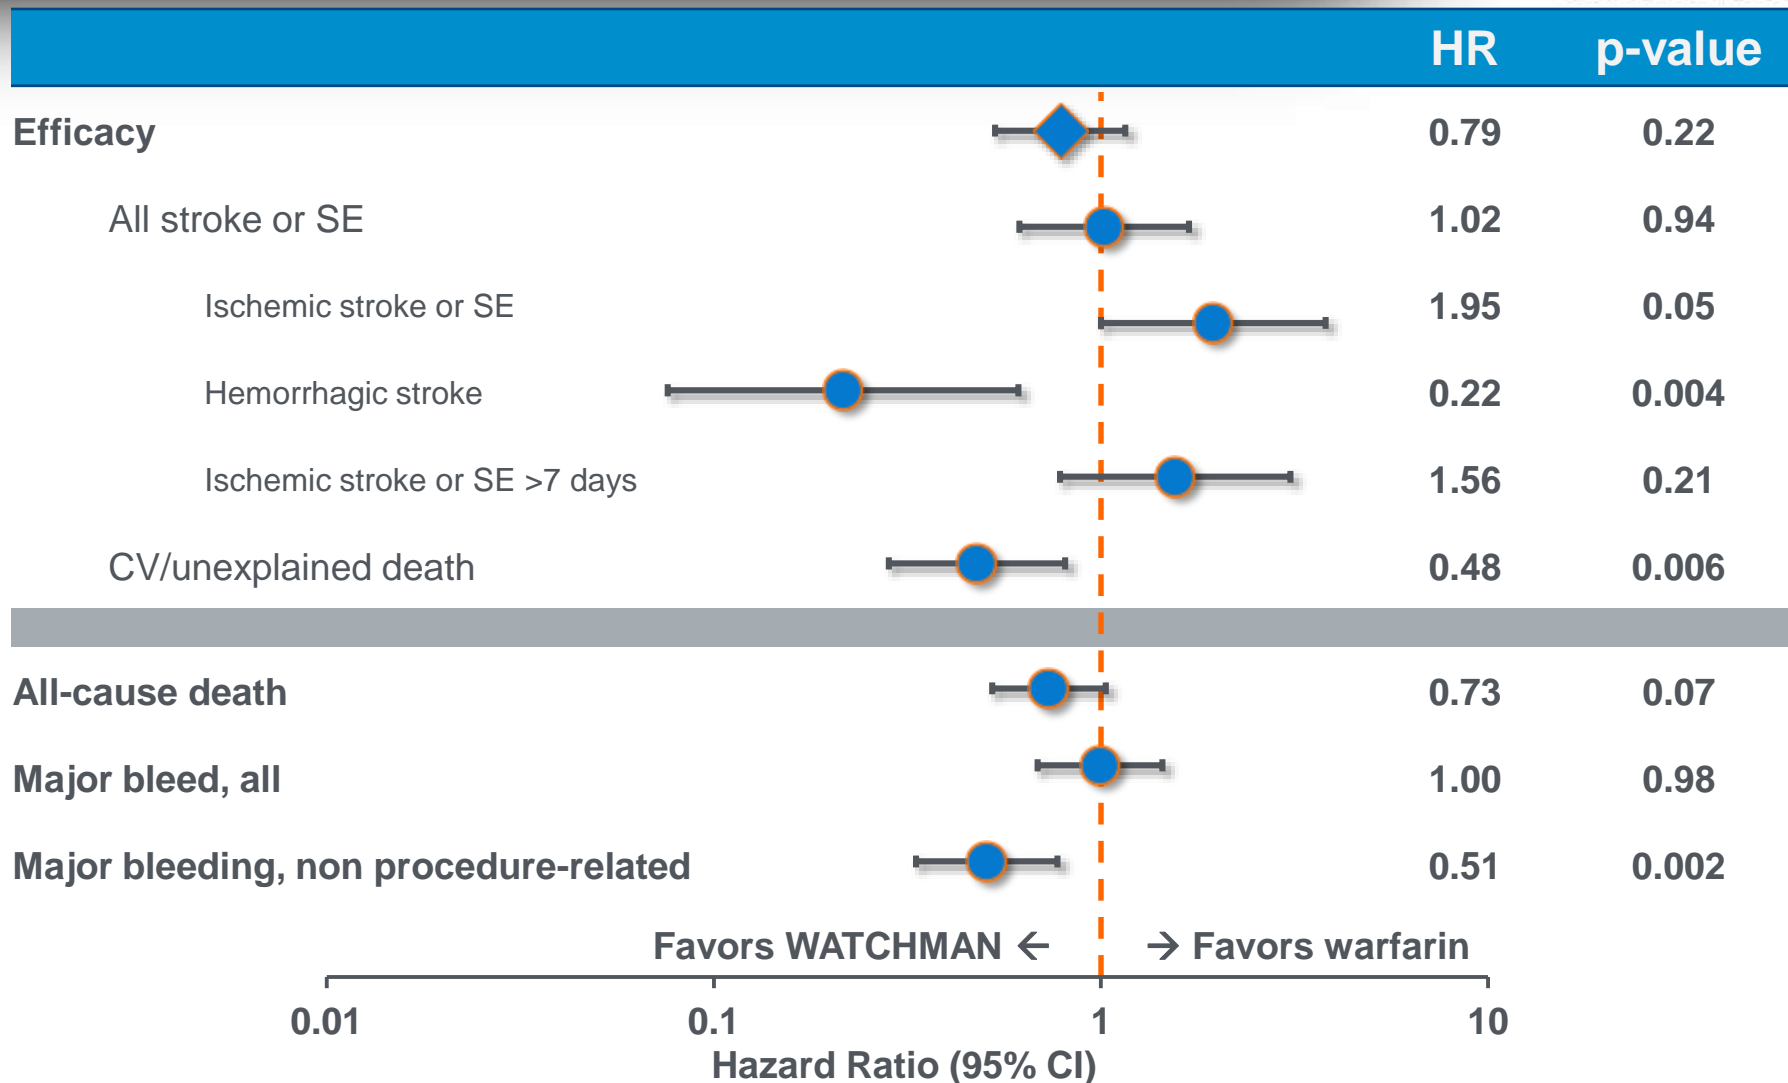 HR p-value
Efficacy 0.79 0.22
All stroke or SE 1.02 0.94
Ischemic stroke or SE 1.95 0.05
Hemorrhagic stroke 0.22 0.004
Ischemic stroke or SE >7 days 1.56 0.21
CV/unexplained death 0.48 0.006
All-cause death 0.73 0.07
Major bleed, all 1.00 0.98
Major bleeding, non procedure-related 0.51 0.002
Favors WATCHMAN ← → Favors warfarin
0.01 0.1 1 10
Hazard Ratio (95% CI)